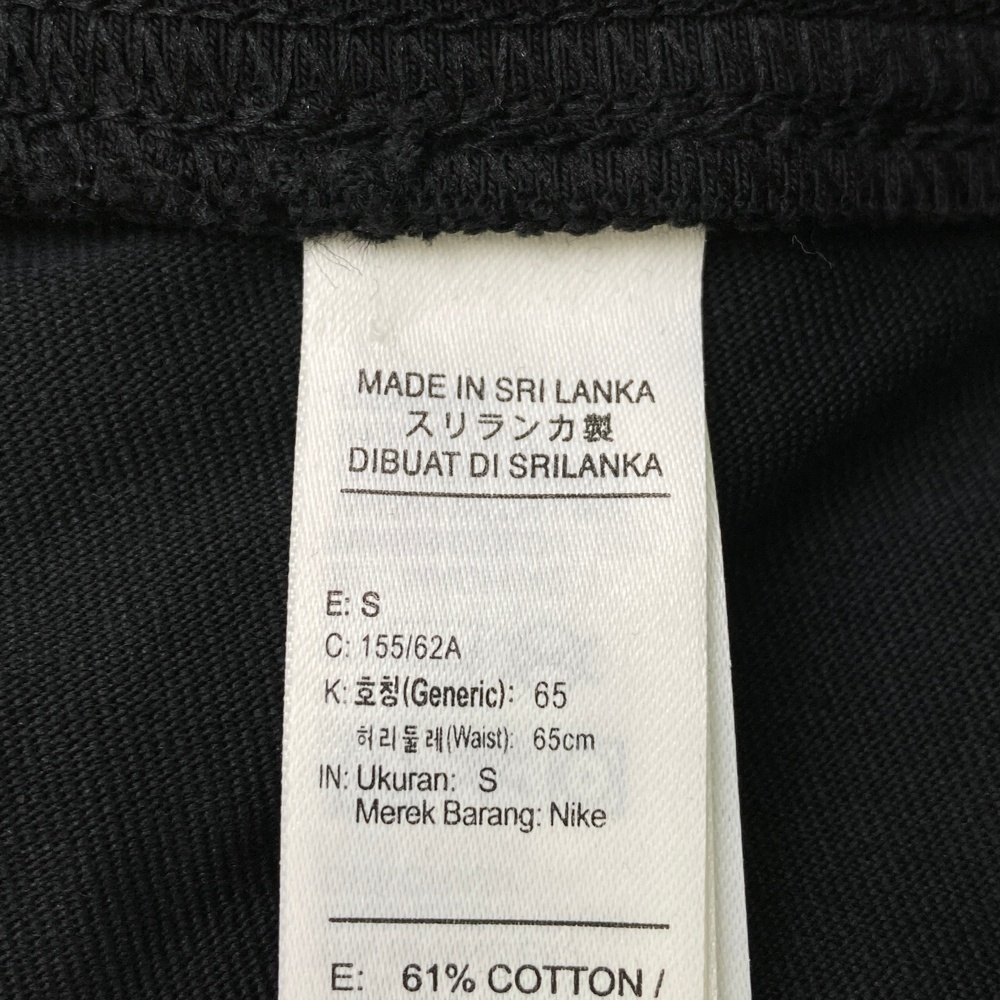 MADE IN SRI LANKA
スリランカ製
DIBUAT DI SRILANKA
E: S
C: 155/62A
K: 호칭(Generic): 65
허리둘레(Waist): 65cm
IN: Ukuran: S
Merek Barang: Nike
E: 61% COTTON /